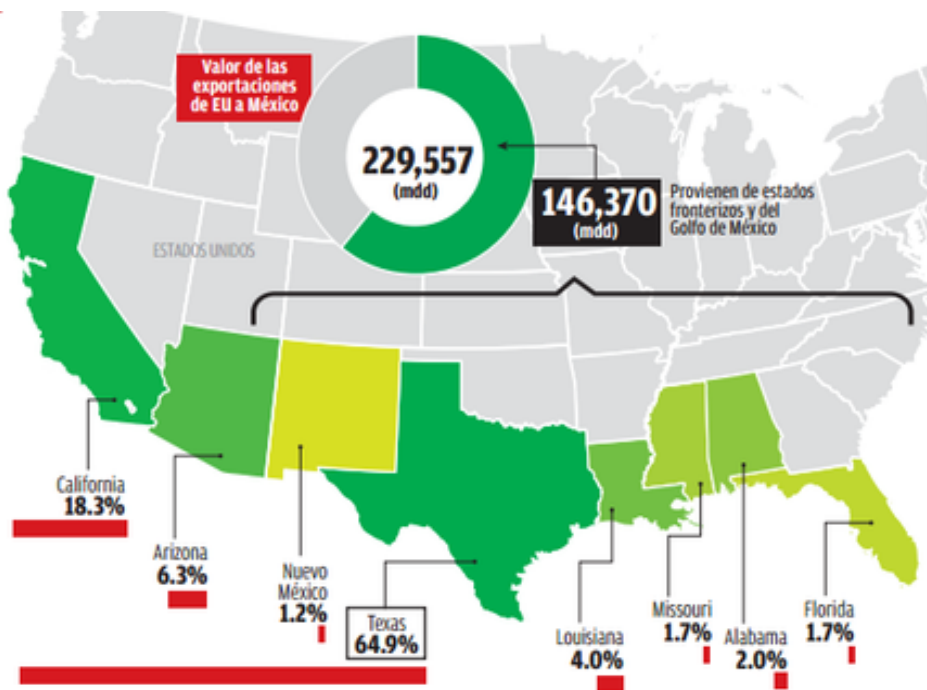 Valor de las
exportaciones
de EU a México
229,557
(mdd)
146,370
(mdd)
Provienen de estados
fronterizos y del
Golfo de México
ESTADOS UNIDOS
California
18.3%
Arizona
6.3%
Nuevo
México
1.2%
Texas
64.9%
Louisiana
4.0%
Missouri
1.7%
Alabama
2.0%
Florida
1.7%